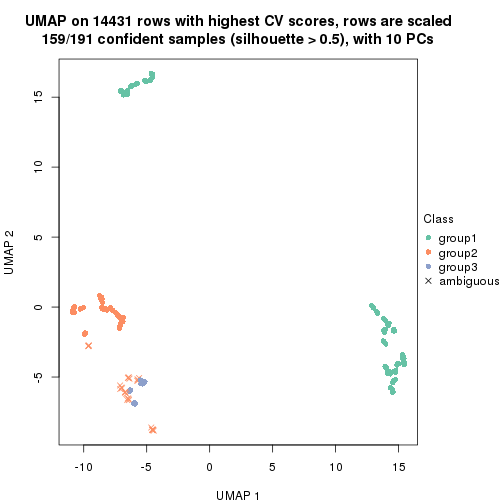 UMAP on 14431 rows with highest CV scores, rows are scaled
159/191 confident samples (silhouette > 0.5), with 10 PCs
UMAP 2
15
10
5
0
-5
-10
-5
0
5
10
15
UMAP 1
Class
group1
group2
group3
ambiguous